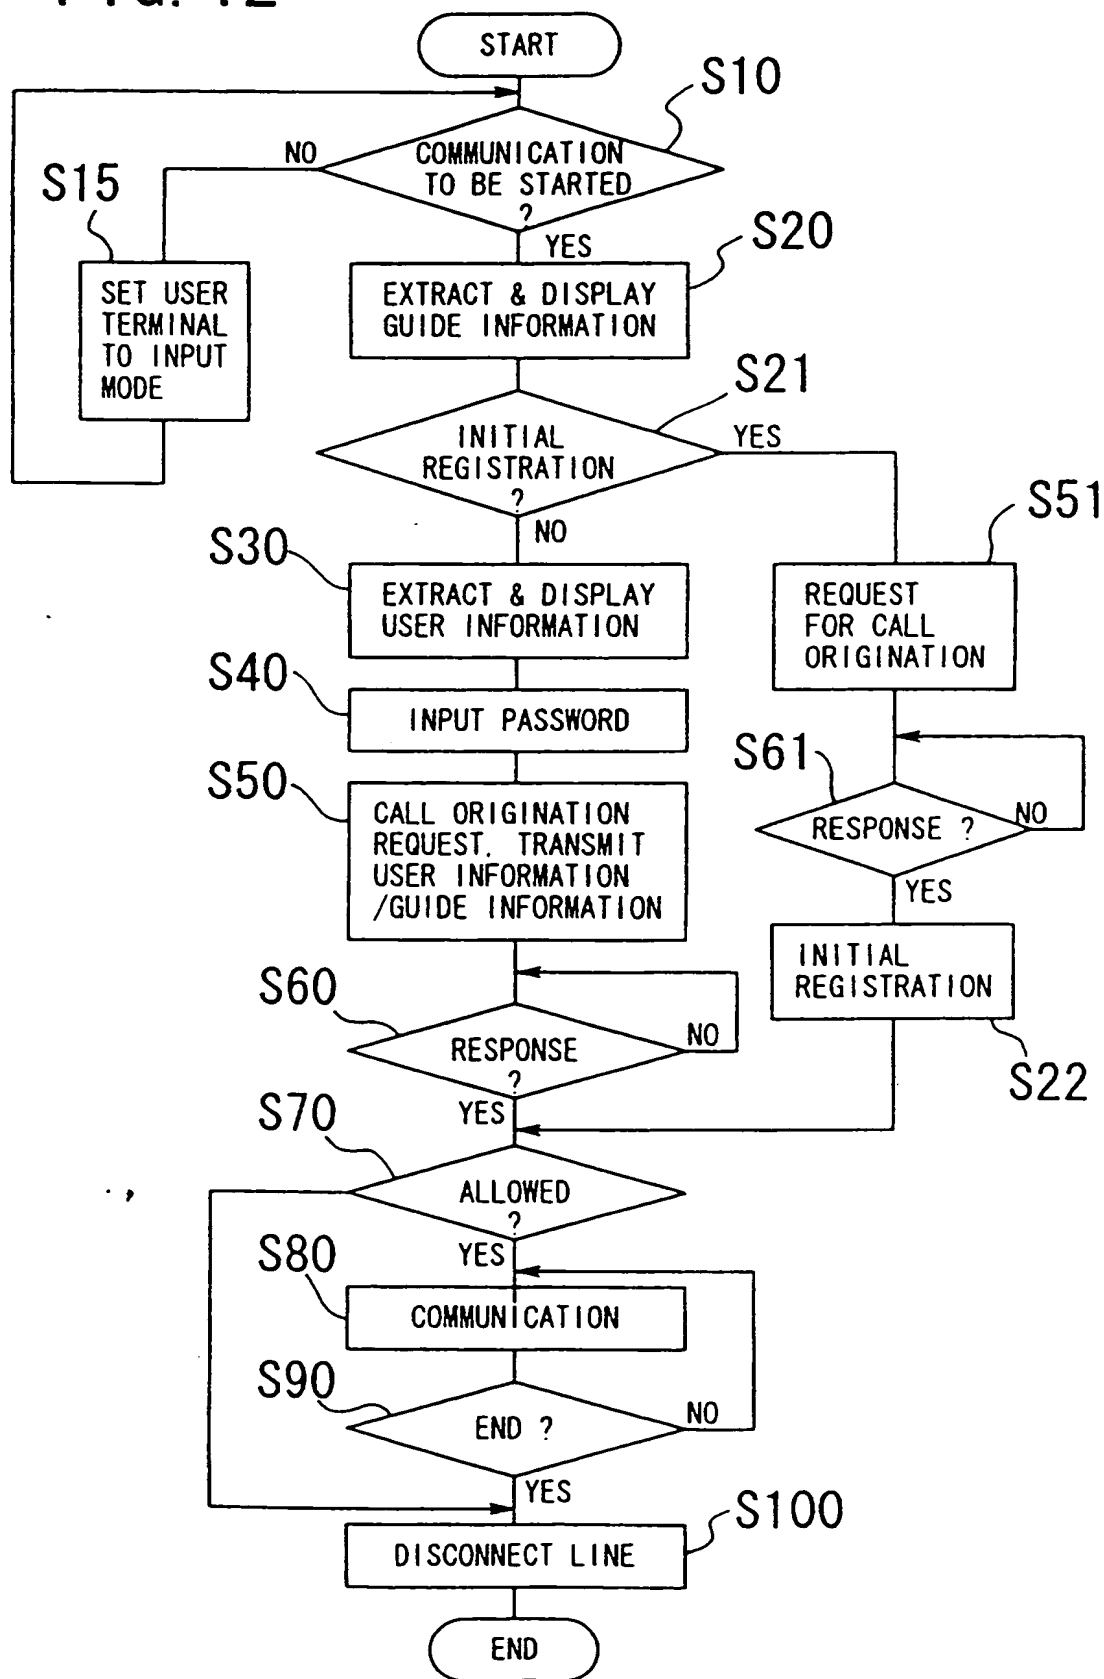 FIG. 12
START
S10
COMMUNICATION
TO BE STARTED
?
NO
YES
S15
SET USER
TERMINAL
TO INPUT
MODE
S20
EXTRACT & DISPLAY
GUIDE INFORMATION
S21
INITIAL
REGISTRATION
?
YES
NO
S30
EXTRACT & DISPLAY
USER INFORMATION
S51
REQUEST
FOR CALL
ORIGINATION
S40
INPUT PASSWORD
S50
CALL ORIGINATION
REQUEST. TRANSMIT
USER INFORMATION
/GUIDE INFORMATION
S61
RESPONSE ?
NO
YES
INITIAL
REGISTRATION
S22
S60
RESPONSE
?
NO
YES
S70
ALLOWED
?
YES
S80
COMMUNICATION
S90
END ?
NO
YES
S100
DISCONNECT LINE
END